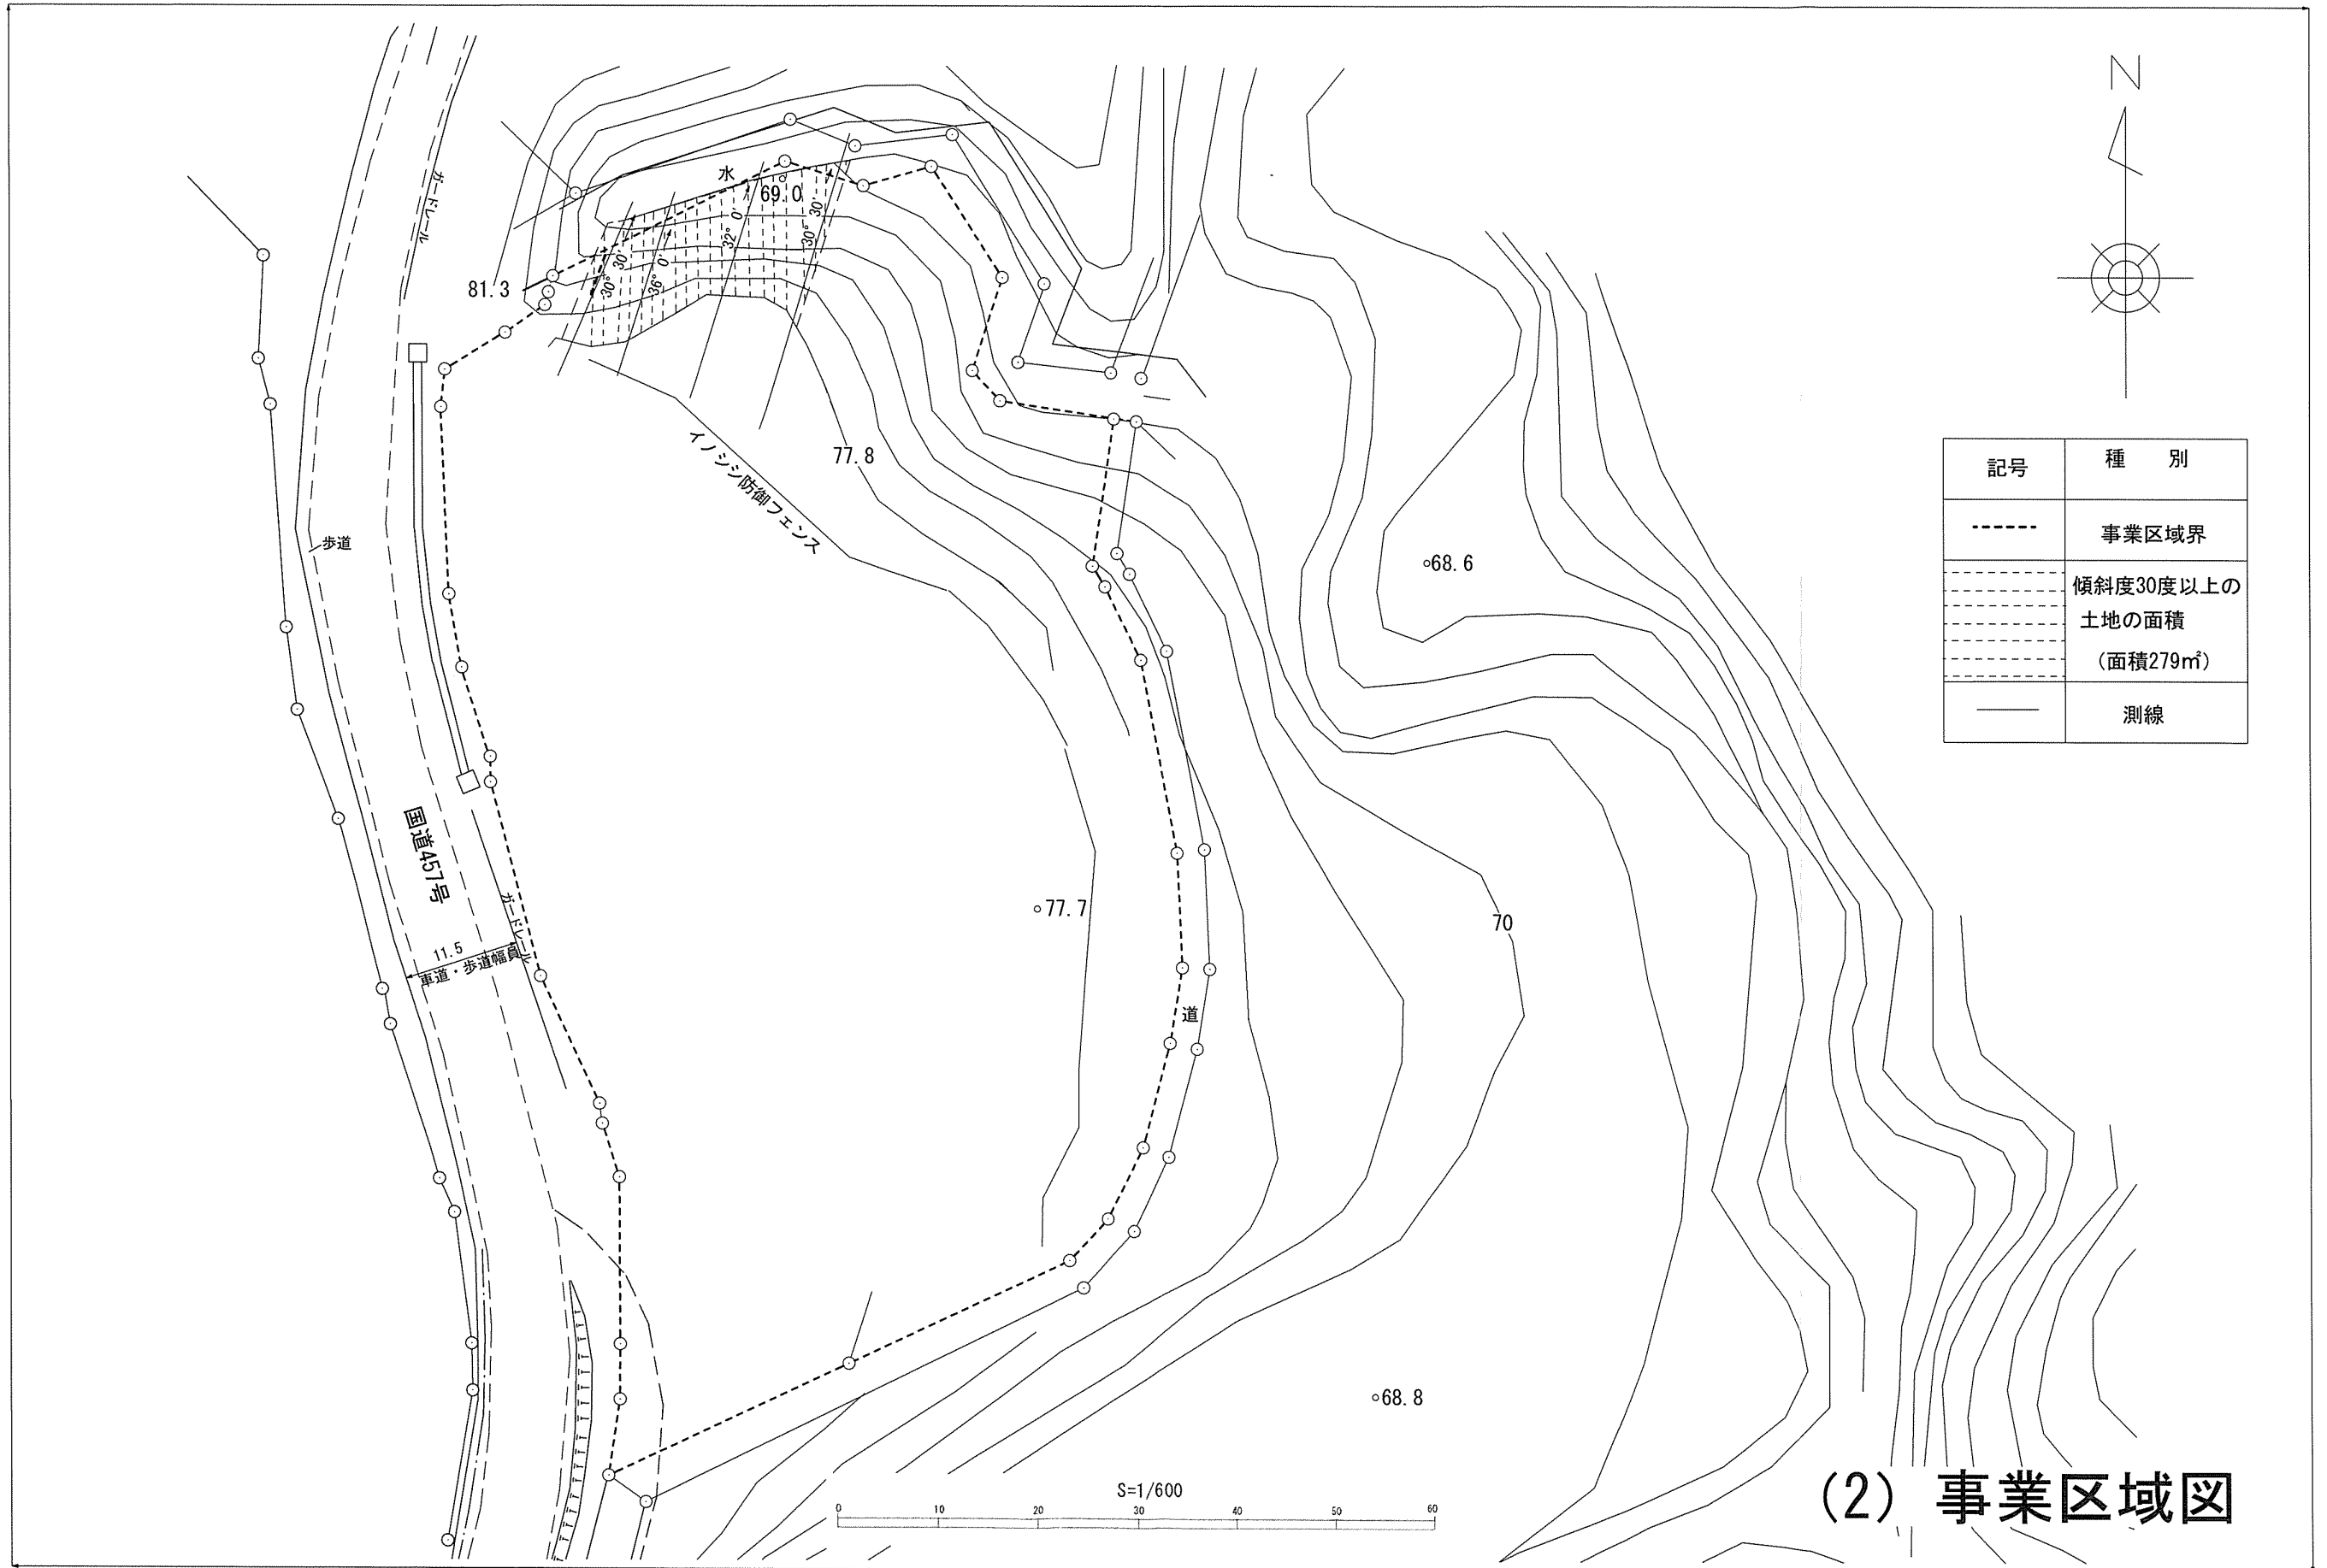 N
ガードレール
水
69.0
30° 30'
36° 0'
32° 0'
30° 30'
81.3
イノシシ防御フェンス
77.8
歩道
68.6
記号
種 別
事業区域界
傾斜度30度以上の
土地の面積
(面積279㎡)
測線
国道457号
ガードレール
11.5
車道・歩道幅員
77.7
70
道
68.8
S=1/600
0 10 20 30 40 50 60
(2) 事業区域図